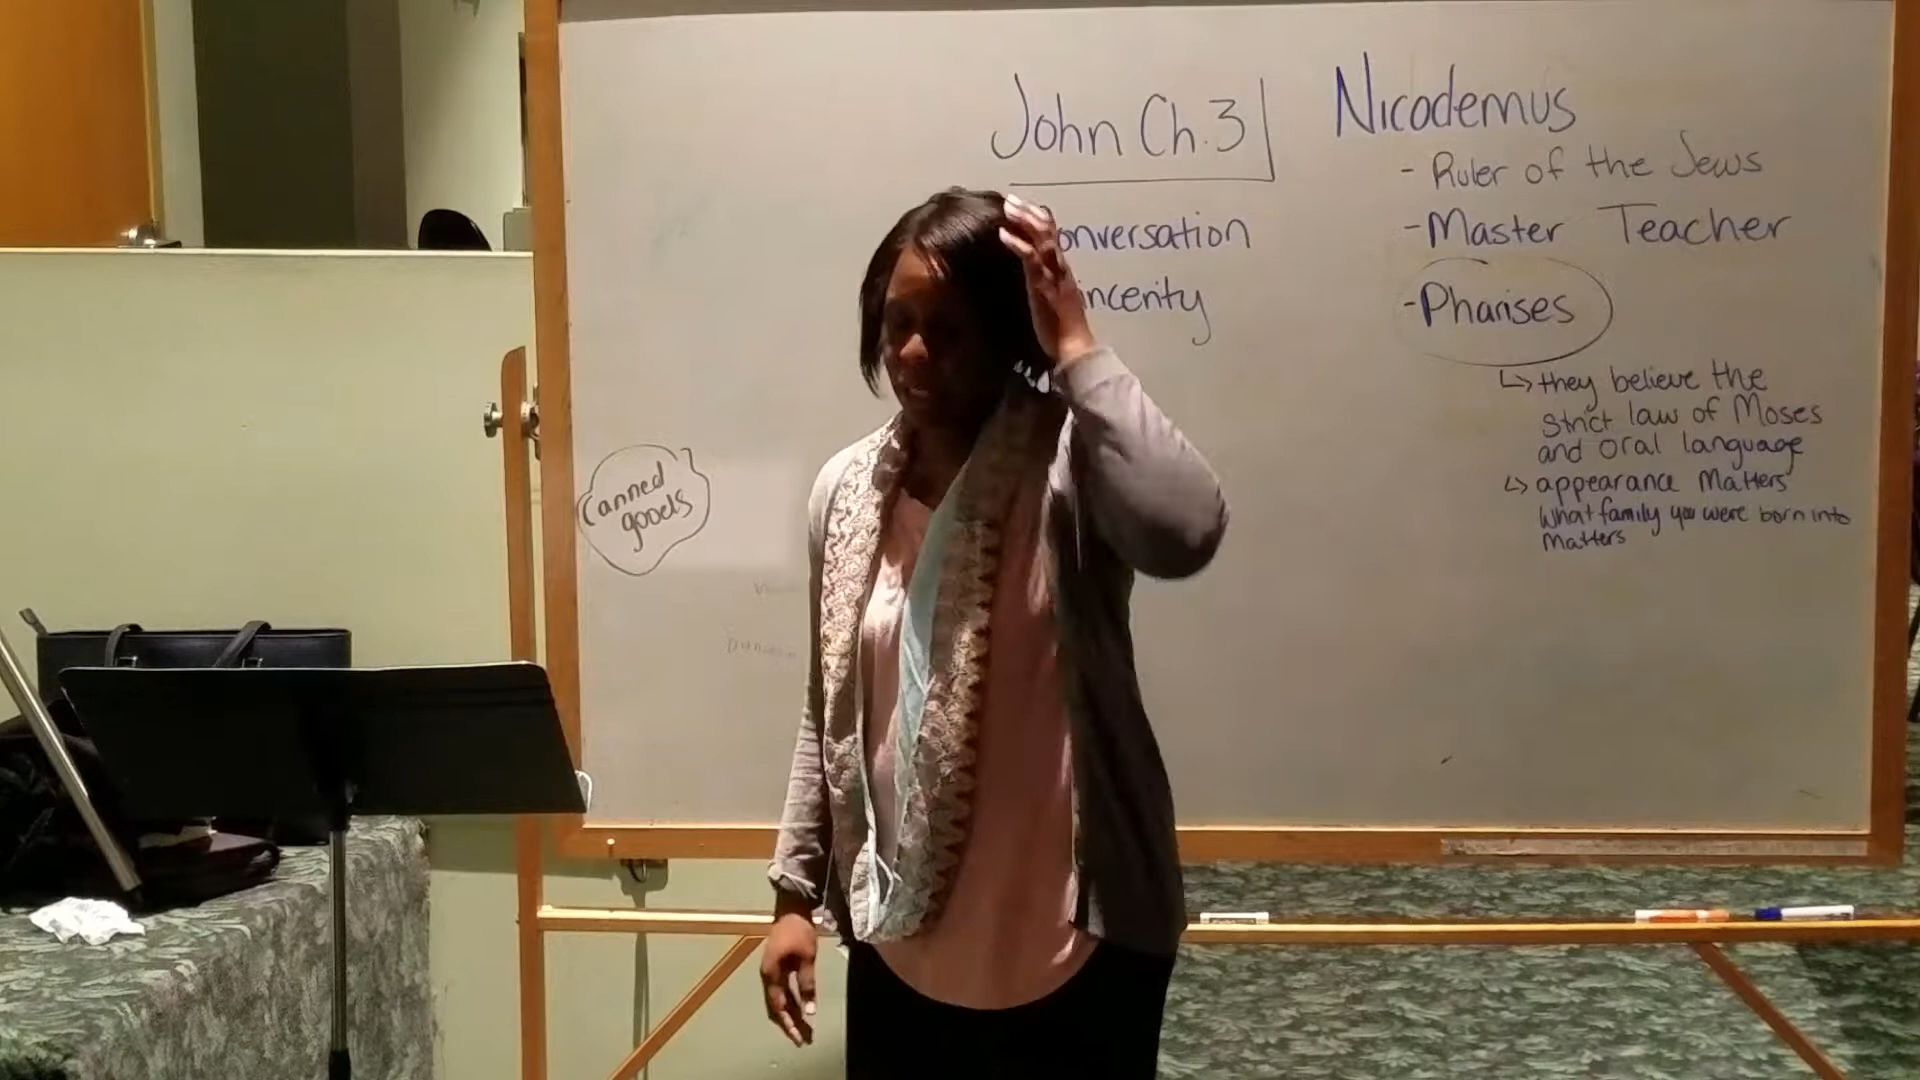 John Ch. 3
onversation
incerity
Canned
goods
Nicodemus
- Ruler of the Jews
- Master Teacher
- Pharises
↳ they believe the
strict law of Moses
and oral language
↳ appearance Matters
What family you were born into
Matters